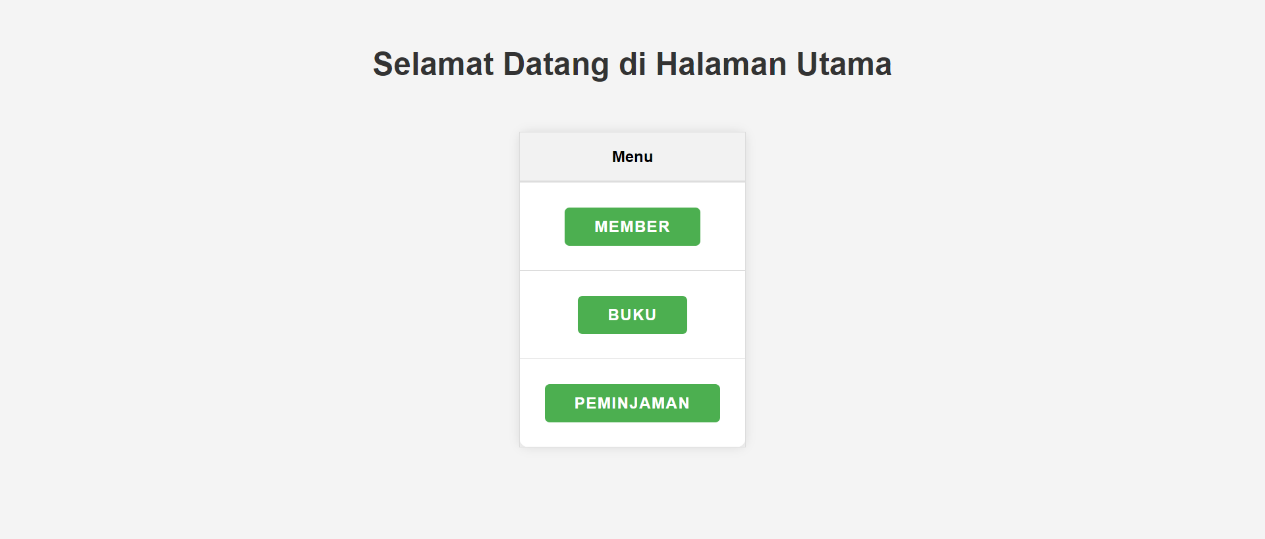 Selamat Datang di Halaman Utama
Menu
MEMBER
BUKU
PEMINJAMAN